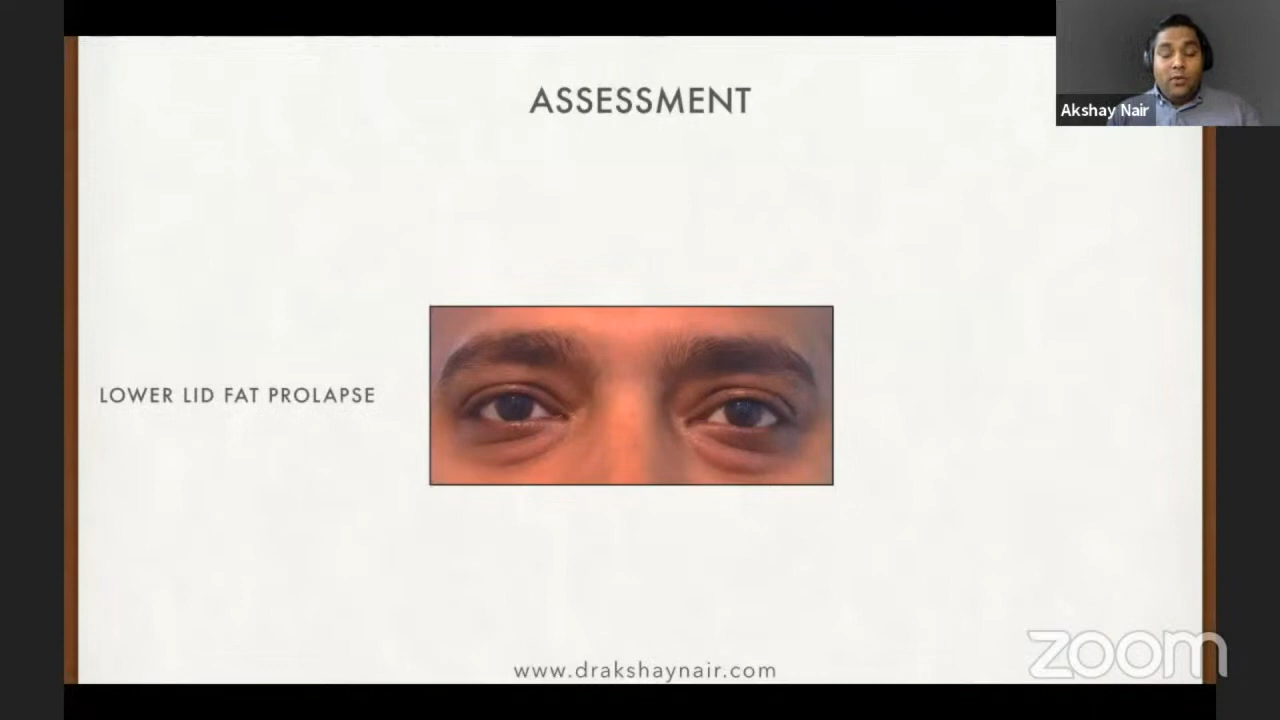 ASSESSMENT
Akshay Nair
LOWER LID FAT PROLAPSE
www.drakshaynair.com
zoom